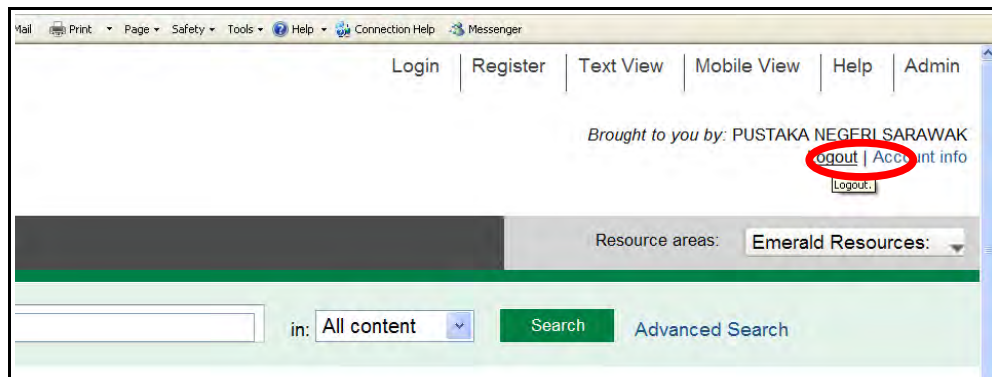 Mail Print Page Safety Tools Help Connection Help Messenger
Login Register Text View Mobile View Help Admin
Brought to you by: PUSTAKA NEGERI SARAWAK
Logout | Account info
Logout.
Resource areas: Emerald Resources:
in: All content Search Advanced Search